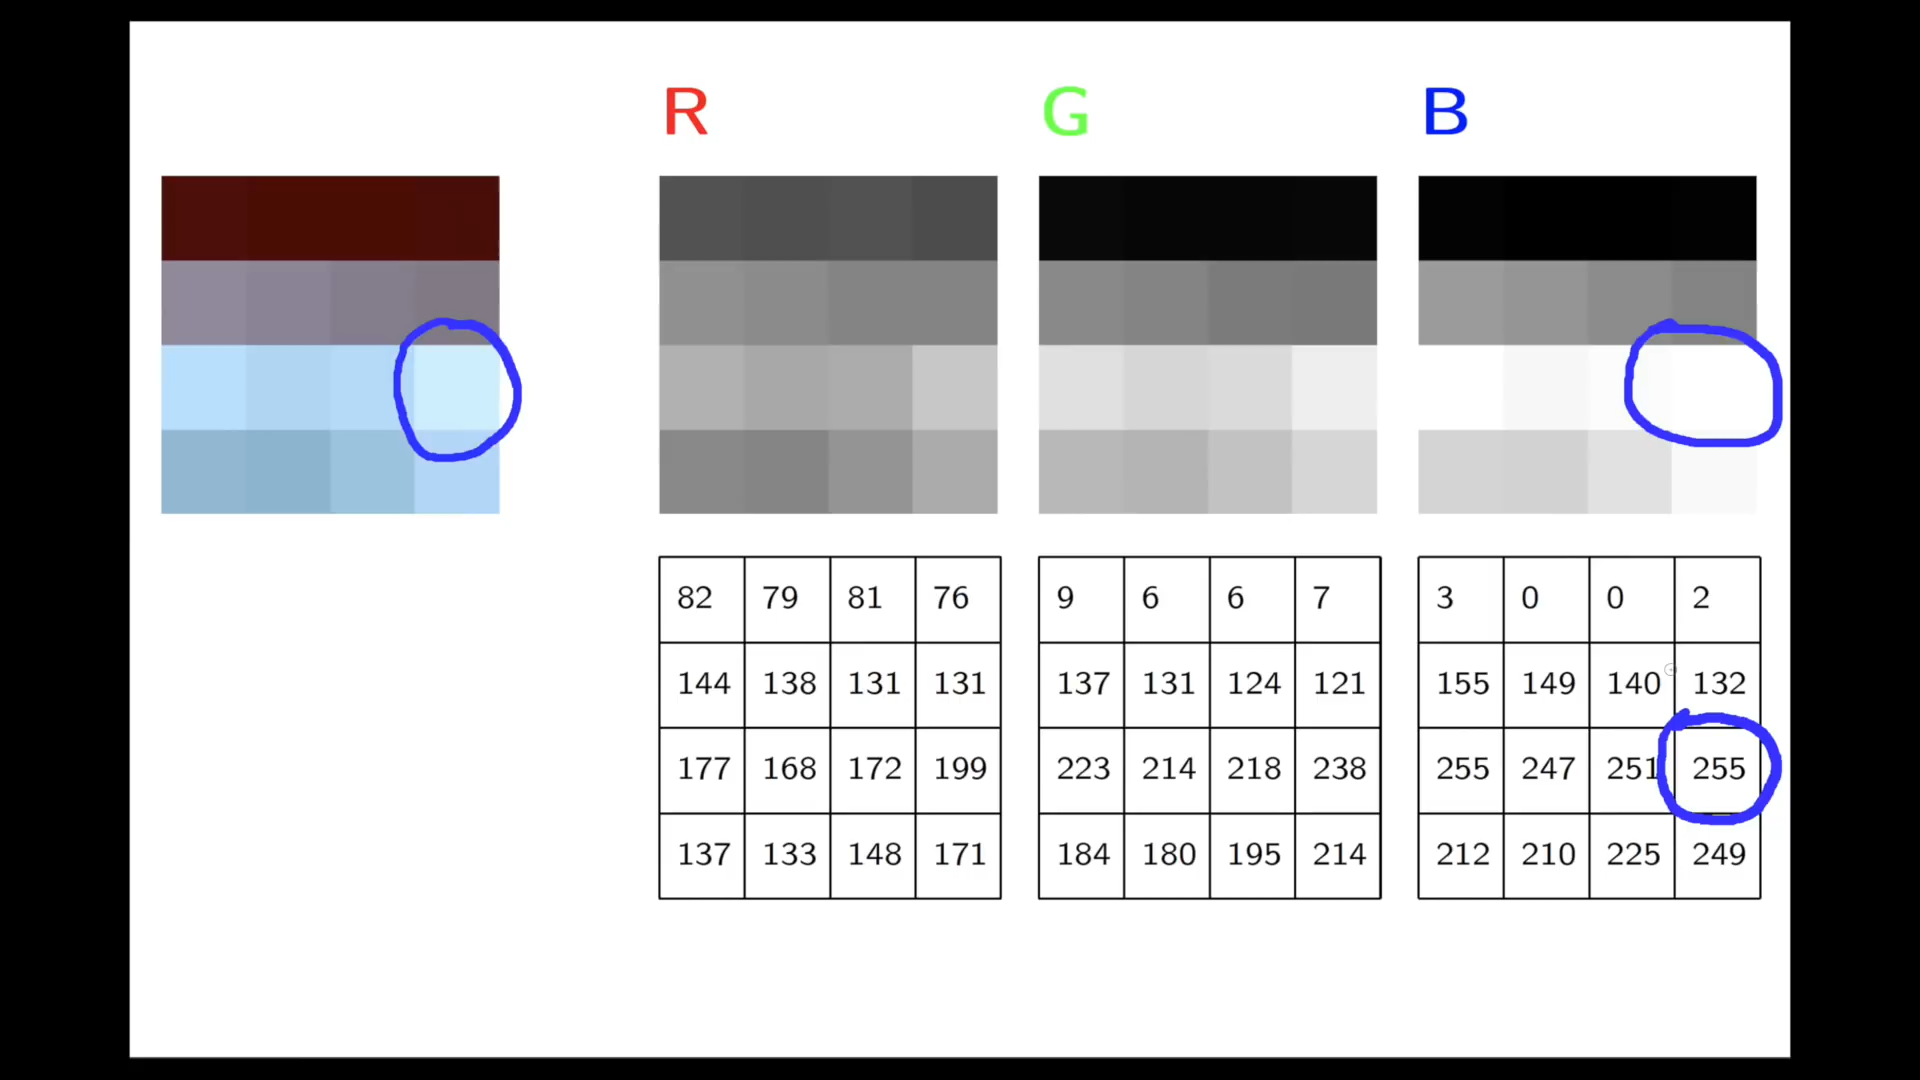 R G B
82 79 81 76 9 6 6 7 3 0 0 2
144 138 131 131 137 131 124 121 155 149 140 132
177 168 172 199 223 214 218 238 255 247 251 255
137 133 148 171 184 180 195 214 212 210 225 249